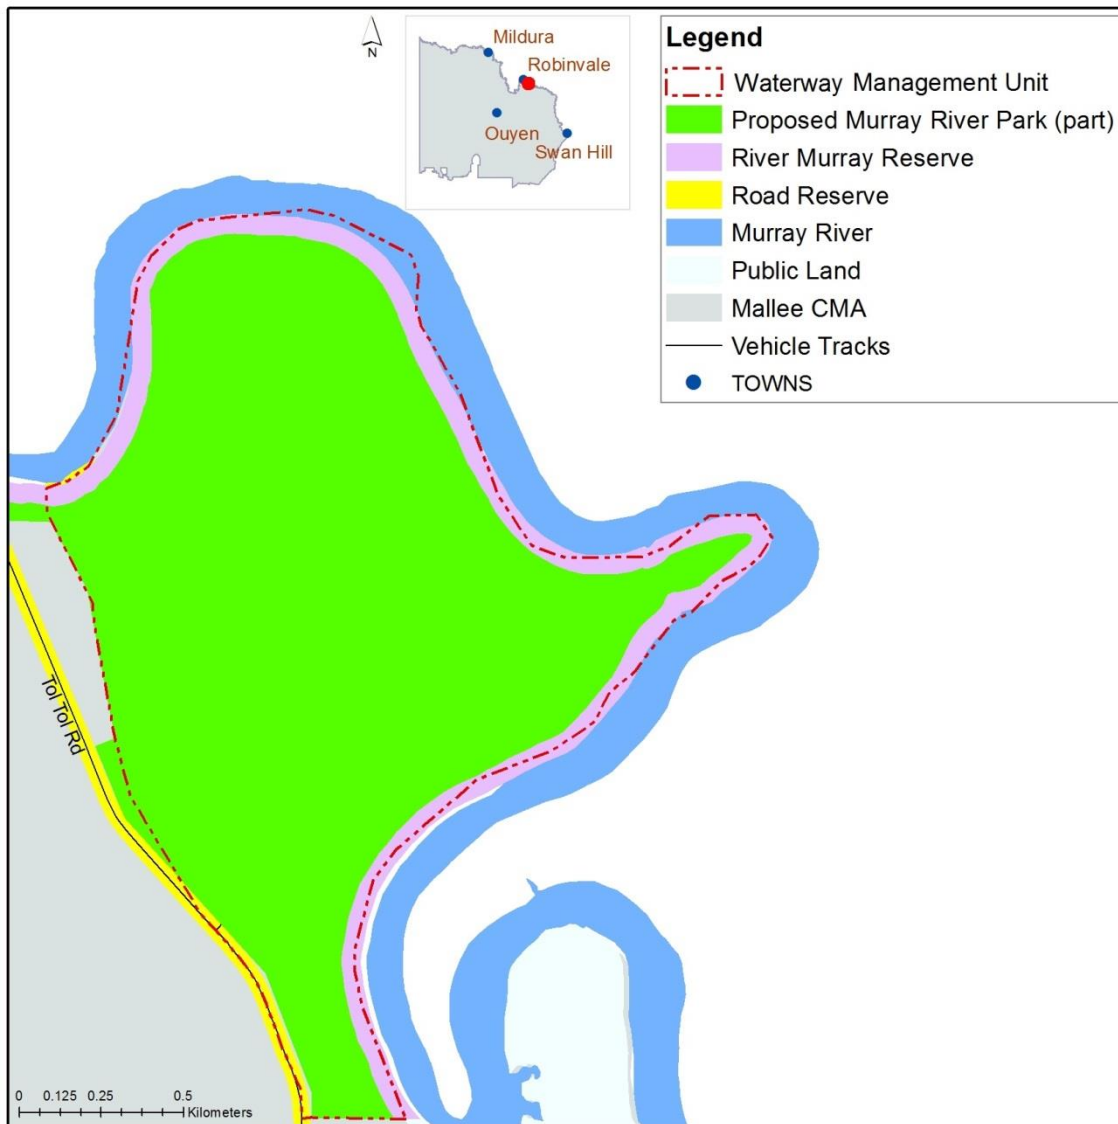 N
Mildura
Robinvale
Ouyen
Swan Hill
Legend
Waterway Management Unit
Proposed Murray River Park (part)
River Murray Reserve
Road Reserve
Murray River
Public Land
Mallee CMA
Vehicle Tracks
TOWNS
Tol Tol Rd
0 0.125 0.25 0.5
Kilometers